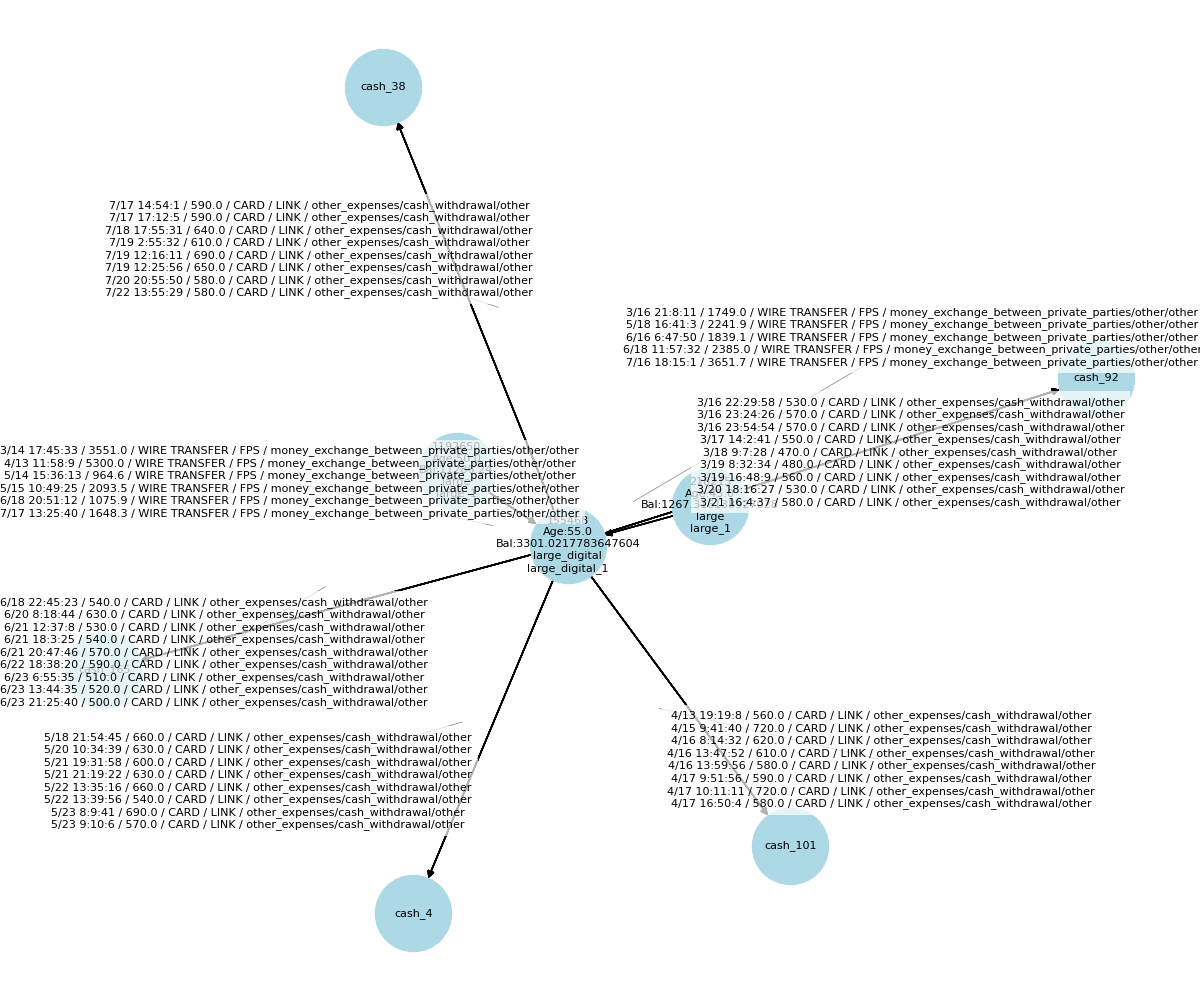 cash_38
7/17 14:54:1 / 590.0 / CARD / LINK / other_expenses/cash_withdrawal/other
7/17 17:12:5 / 590.0 / CARD / LINK / other_expenses/cash_withdrawal/other
7/18 17:55:31 / 640.0 / CARD / LINK / other_expenses/cash_withdrawal/other
7/19 2:55:32 / 610.0 / CARD / LINK / other_expenses/cash_withdrawal/other
7/19 12:16:11 / 690.0 / CARD / LINK / other_expenses/cash_withdrawal/other
7/19 12:25:56 / 650.0 / CARD / LINK / other_expenses/cash_withdrawal/other
7/20 20:55:50 / 580.0 / CARD / LINK / other_expenses/cash_withdrawal/other
7/22 13:55:29 / 580.0 / CARD / LINK / other_expenses/cash_withdrawal/other
3/16 21:8:11 / 1749.0 / WIRE TRANSFER / FPS / money_exchange_between_private_parties/other/other
5/18 16:41:3 / 2241.9 / WIRE TRANSFER / FPS / money_exchange_between_private_parties/other/other
6/16 6:47:50 / 1839.1 / WIRE TRANSFER / FPS / money_exchange_between_private_parties/other/other
6/18 11:57:32 / 2385.0 / WIRE TRANSFER / FPS / money_exchange_between_private_parties/other/other
7/16 18:15:1 / 3651.7 / WIRE TRANSFER / FPS / money_exchange_between_private_parties/other/other
cash_92
3/16 22:29:58 / 530.0 / CARD / LINK / other_expenses/cash_withdrawal/other
3/16 23:24:26 / 570.0 / CARD / LINK / other_expenses/cash_withdrawal/other
3/16 23:54:54 / 570.0 / CARD / LINK / other_expenses/cash_withdrawal/other
3/17 14:2:41 / 550.0 / CARD / LINK / other_expenses/cash_withdrawal/other
3/18 9:7:28 / 470.0 / CARD / LINK / other_expenses/cash_withdrawal/other
3/19 8:32:34 / 480.0 / CARD / LINK / other_expenses/cash_withdrawal/other
3/19 16:48:9 / 560.0 / CARD / LINK / other_expenses/cash_withdrawal/other
3/20 18:16:27 / 530.0 / CARD / LINK / other_expenses/cash_withdrawal/other
3/21 16:4:37 / 580.0 / CARD / LINK / other_expenses/cash_withdrawal/other
large
large_1
3/14 17:45:33 / 3551.0 / WIRE TRANSFER / FPS / money_exchange_between_private_parties/other/other
4/13 11:58:9 / 5300.0 / WIRE TRANSFER / FPS / money_exchange_between_private_parties/other/other
5/14 15:36:13 / 964.6 / WIRE TRANSFER / FPS / money_exchange_between_private_parties/other/other
5/15 10:49:25 / 2093.5 / WIRE TRANSFER / FPS / money_exchange_between_private_parties/other/other
6/18 20:51:12 / 1075.9 / WIRE TRANSFER / FPS / money_exchange_between_private_parties/other/other
7/17 13:25:40 / 1648.3 / WIRE TRANSFER / FPS / money_exchange_between_private_parties/other/other
Age:55.0
Bal:3301.0217783647604
large_digital
large_digital_1
6/18 22:45:23 / 540.0 / CARD / LINK / other_expenses/cash_withdrawal/other
6/20 8:18:44 / 630.0 / CARD / LINK / other_expenses/cash_withdrawal/other
6/21 12:37:8 / 530.0 / CARD / LINK / other_expenses/cash_withdrawal/other
6/21 18:3:25 / 540.0 / CARD / LINK / other_expenses/cash_withdrawal/other
6/21 20:47:46 / 570.0 / CARD / LINK / other_expenses/cash_withdrawal/other
6/22 18:38:20 / 590.0 / CARD / LINK / other_expenses/cash_withdrawal/other
6/23 6:55:35 / 510.0 / CARD / LINK / other_expenses/cash_withdrawal/other
6/23 13:44:35 / 520.0 / CARD / LINK / other_expenses/cash_withdrawal/other
6/23 21:25:40 / 500.0 / CARD / LINK / other_expenses/cash_withdrawal/other
5/18 21:54:45 / 660.0 / CARD / LINK / other_expenses/cash_withdrawal/other
5/20 10:34:39 / 630.0 / CARD / LINK / other_expenses/cash_withdrawal/other
5/21 19:31:58 / 600.0 / CARD / LINK / other_expenses/cash_withdrawal/other
5/21 21:19:22 / 630.0 / CARD / LINK / other_expenses/cash_withdrawal/other
5/22 13:35:16 / 660.0 / CARD / LINK / other_expenses/cash_withdrawal/other
5/22 13:39:56 / 540.0 / CARD / LINK / other_expenses/cash_withdrawal/other
5/23 8:9:41 / 690.0 / CARD / LINK / other_expenses/cash_withdrawal/other
5/23 9:10:6 / 570.0 / CARD / LINK / other_expenses/cash_withdrawal/other
4/13 19:19:8 / 560.0 / CARD / LINK / other_expenses/cash_withdrawal/other
4/15 9:41:40 / 720.0 / CARD / LINK / other_expenses/cash_withdrawal/other
4/16 8:14:32 / 620.0 / CARD / LINK / other_expenses/cash_withdrawal/other
4/16 13:47:52 / 610.0 / CARD / LINK / other_expenses/cash_withdrawal/other
4/16 13:59:56 / 580.0 / CARD / LINK / other_expenses/cash_withdrawal/other
4/17 9:51:56 / 590.0 / CARD / LINK / other_expenses/cash_withdrawal/other
4/17 10:11:11 / 720.0 / CARD / LINK / other_expenses/cash_withdrawal/other
4/17 16:50:4 / 580.0 / CARD / LINK / other_expenses/cash_withdrawal/other
cash_101
cash_4